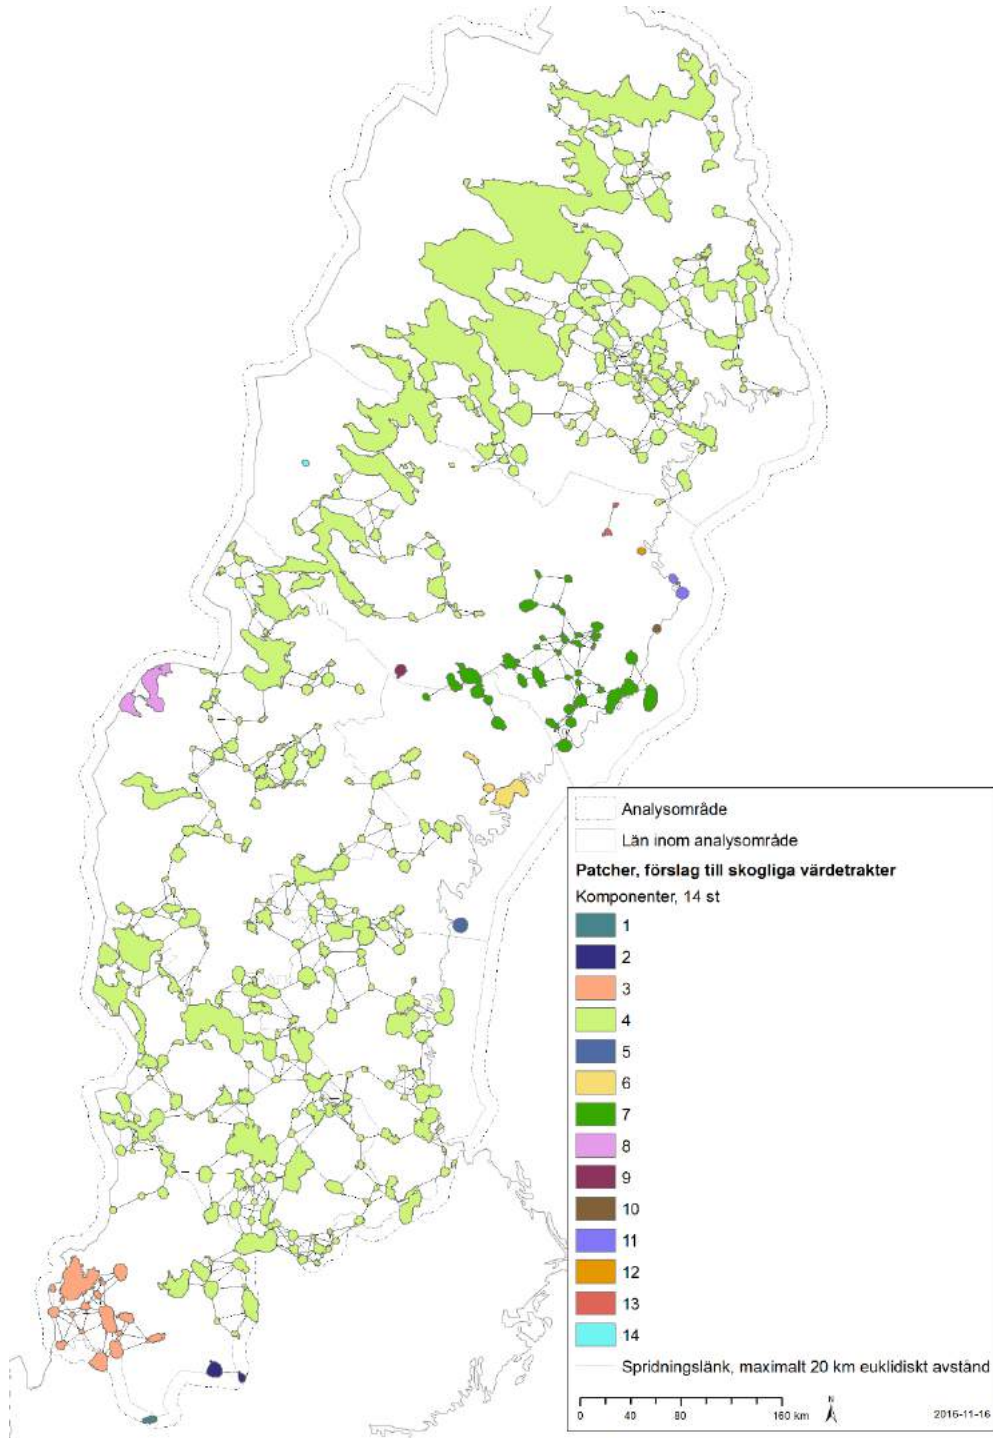 Analysområde
Län inom analysområde
Patcher, förslag till skogliga värdetrakter
Komponenter, 14 st
1
2
3
4
5
6
7
8
9
10
11
12
13
14
Spridningslänk, maximalt 20 km euklidiskt avstånd
0 40 80 160 km N 2016-11-16